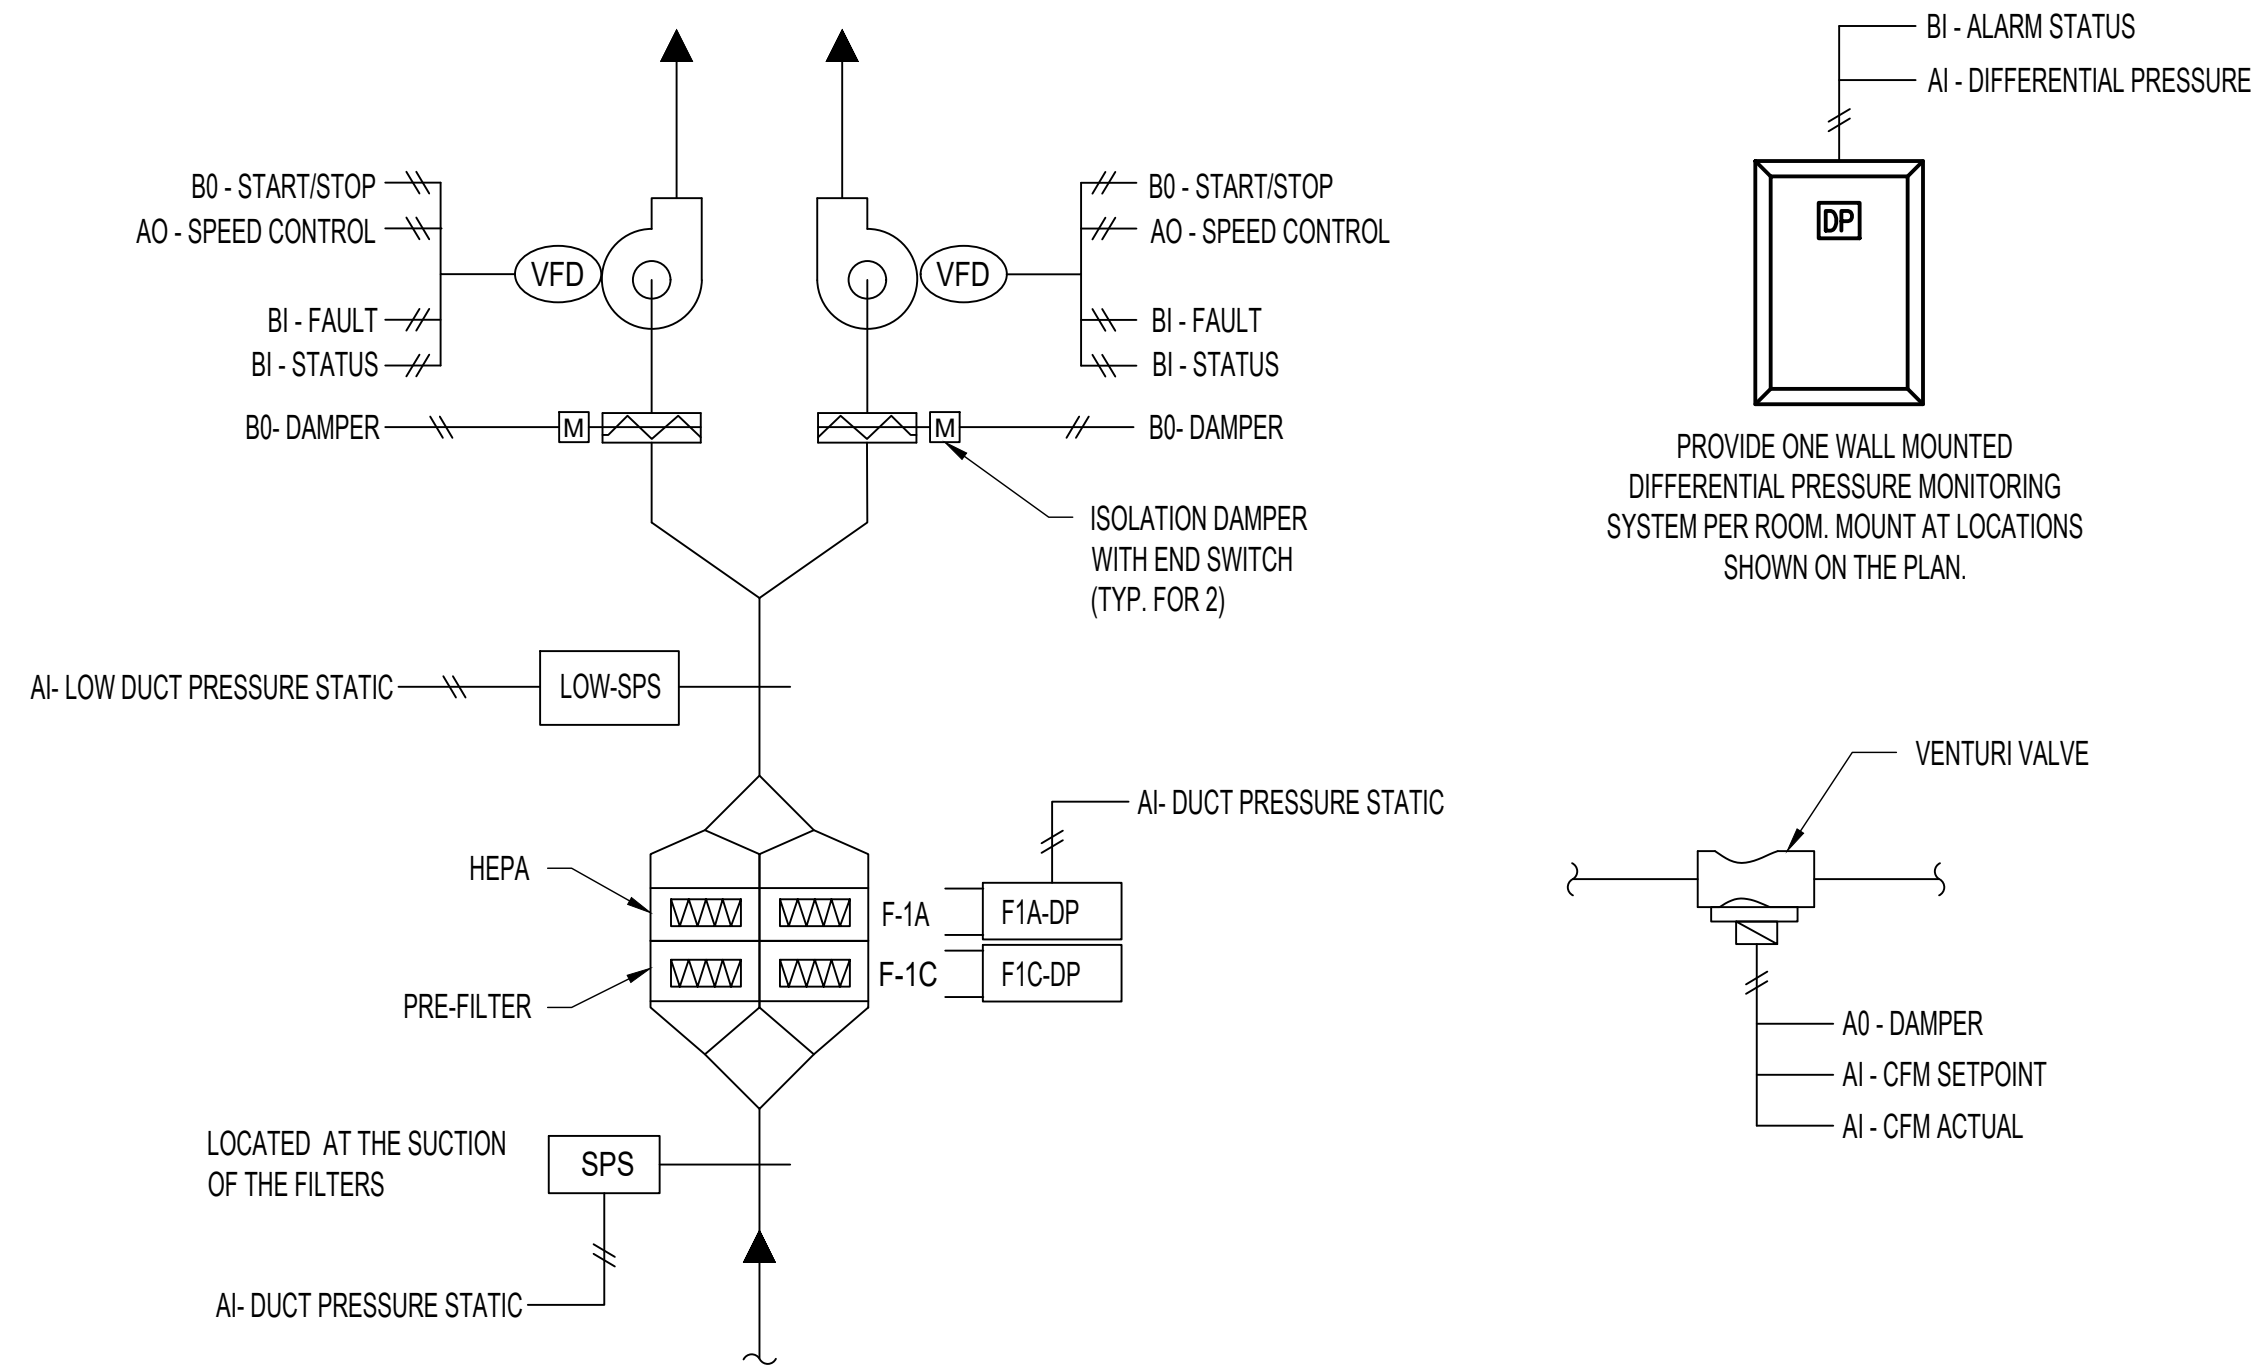 BI - ALARM STATUS
AI - DIFFERENTIAL PRESSURE
DP
PROVIDE ONE WALL MOUNTED
DIFFERENTIAL PRESSURE MONITORING
SYSTEM PER ROOM. MOUNT AT LOCATIONS
SHOWN ON THE PLAN.
B0 - START/STOP
AO - SPEED CONTROL
VFD
BI - FAULT
BI - STATUS
B0- DAMPER
M
B0 - START/STOP
AO - SPEED CONTROL
VFD
BI - FAULT
BI - STATUS
M
B0- DAMPER
ISOLATION DAMPER
WITH END SWITCH
(TYP. FOR 2)
AI- LOW DUCT PRESSURE STATIC
LOW-SPS
AI- DUCT PRESSURE STATIC
HEPA
F-1A
F1A-DP
PRE-FILTER
F-1C
F1C-DP
LOCATED  AT THE SUCTION
OF THE FILTERS
SPS
AI- DUCT PRESSURE STATIC
VENTURI VALVE
A0 - DAMPER
AI - CFM SETPOINT
AI - CFM ACTUAL